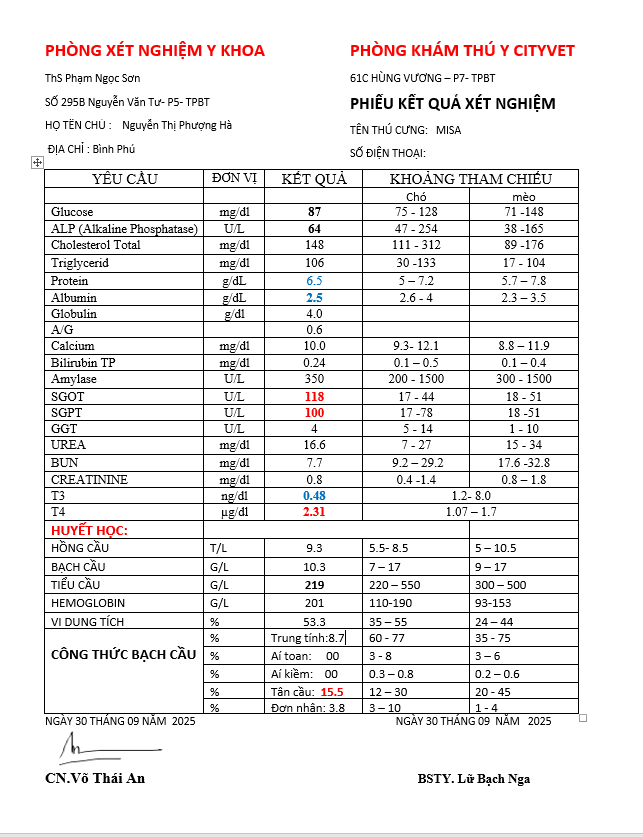 PHÒNG XÉT NGHIỆM Y KHOA PHÒNG KHÁM THÚ Y CITYVET
ThS Phạm Ngọc Sơn 61C HÙNG VƯƠNG – P7- TPBT
SỐ 295B Nguyễn Văn Tư- P5- TPBT PHIẾU KẾT QUẢ XÉT NGHIỆM
HỌ TÊN CHỦ : Nguyễn Thị Phượng Hà TÊN THÚ CƯNG: MISA
ĐỊA CHỈ : Bình Phú SỐ ĐIỆN THOẠI:
YÊU CẦU ĐƠN VỊ KẾT QUẢ KHOẢNG THAM CHIẾU
Chó mèo
Glucose mg/dl 87 75 - 128 71 -148
ALP (Alkaline Phosphatase) U/L 64 47 - 254 38 -165
Cholesterol Total mg/dl 148 111 - 312 89 -176
Triglycerid mg/dl 106 30 -133 17 - 104
Protein g/dL 6.5 5 – 7.2 5.7 – 7.8
Albumin g/dL 2.5 2.6 - 4 2.3 – 3.5
Globulin g/dl 4.0
A/G 0.6
Calcium mg/dl 10.0 9.3- 12.1 8.8 – 11.9
Bilirubin TP mg/dl 0.24 0.1 – 0.5 0.1 – 0.4
Amylase U/L 350 200 - 1500 300 - 1500
SGOT U/L 118 17 - 44 18 - 51
SGPT U/L 100 17 -78 18 -51
GGT U/L 4 5 - 14 1 - 10
UREA mg/dl 16.6 7 - 27 15 - 34
BUN mg/dl 7.7 9.2 – 29.2 17.6 -32.8
CREATININE mg/dl 0.8 0.4 -1.4 0.8 – 1.8
T3 ng/dl 0.48 1.2- 8.0
T4 µg/dl 2.31 1.07 – 1.7
HUYẾT HỌC:
HỒNG CẦU T/L 9.3 5.5- 8.5 5 – 10.5
BẠCH CẦU G/L 10.3 7 – 17 9 – 17
TIỂU CẦU G/L 219 220 – 550 300 – 500
HEMOGLOBIN G/L 201 110-190 93-153
VI DUNG TÍCH % 53.3 35 – 55 24 – 44
CÔNG THỨC BẠCH CẦU % Trung tính:8.7 60 - 77 35 - 75
% Aí toan: 00 3 - 8 3 – 6
% Aí kiềm: 00 0.3 – 0.8 0.2 – 0.6
% Tân cầu: 15.5 12 – 30 20 - 45
% Đơn nhân: 3.8 3 – 10 1 - 4
NGÀY 30 THÁNG 09 NĂM 2025 NGÀY 30 THÁNG 09 NĂM 2025
CN.Võ Thái An BSTY. Lữ Bạch Nga